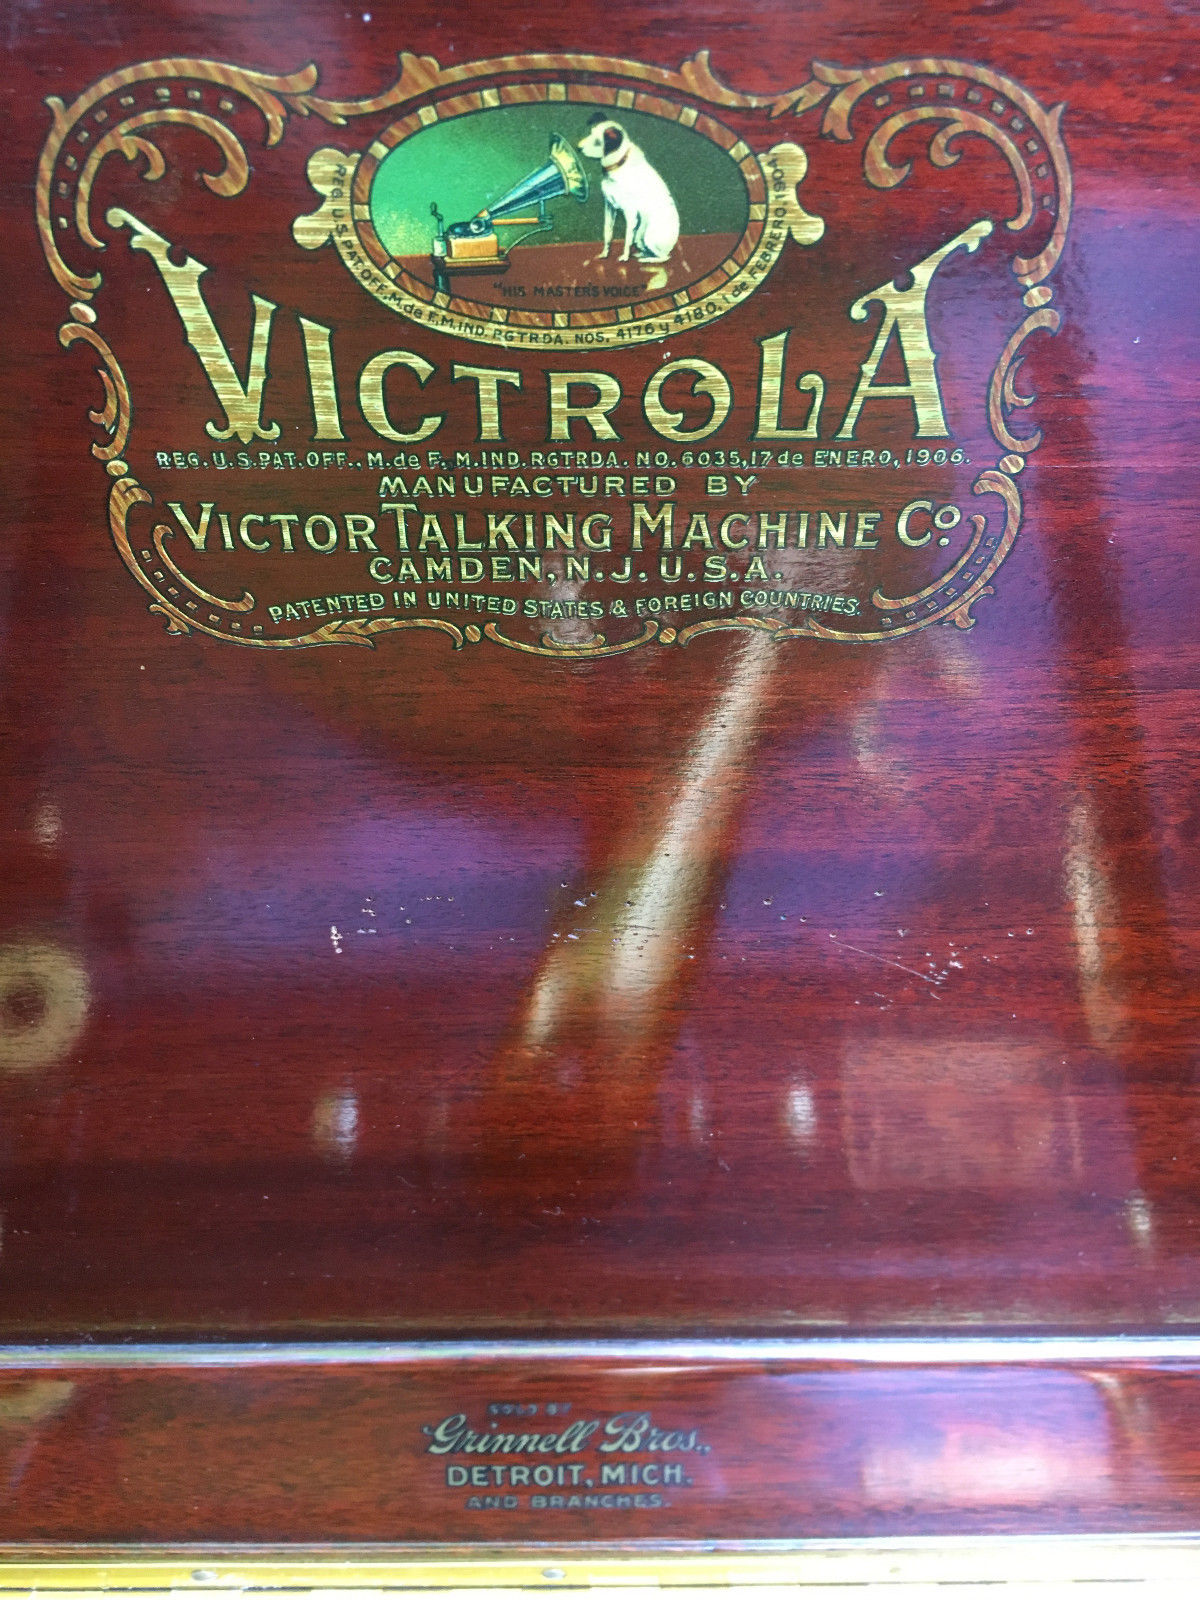 "HIS MASTER'S VOICE"
REG. U.S. PAT. OFF. M. de F. M. IND. RGTRDA. NOS. 4176 y 4180. 1 de FEBRERO, 1904
VICTROLA
REG. U.S. PAT. OFF., M. de F. M. IND. RGTRDA. NO. 6035, 17 de ENERO, 1906.
MANUFACTURED BY
VICTOR TALKING MACHINE Co.
CAMDEN, N.J. U.S.A.
PATENTED IN UNITED STATES & FOREIGN COUNTRIES.
SOLD BY
Grinnell Bros.,
DETROIT, MICH.
AND BRANCHES.